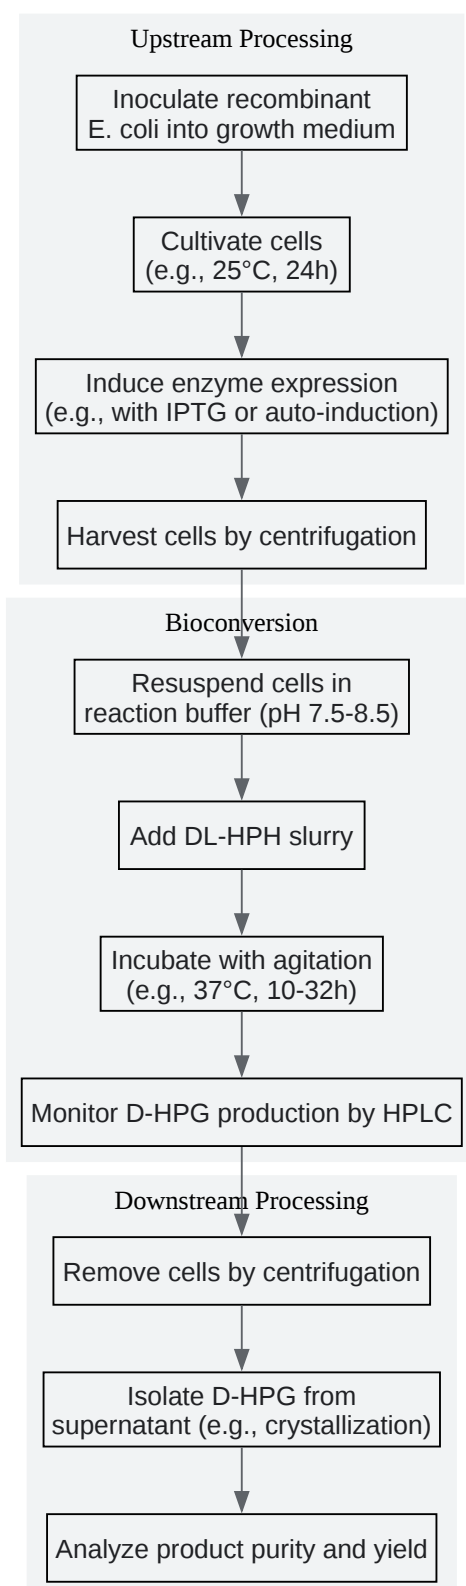 Upstream Processing
Inoculate recombinant
E. coli into growth medium
Cultivate cells
(e.g., 25°C, 24h)
Induce enzyme expression
(e.g., with IPTG or auto-induction)
Harvest cells by centrifugation
Bioconversion
Resuspend cells in
reaction buffer (pH 7.5-8.5)
Add DL-HPH slurry
Incubate with agitation
(e.g., 37°C, 10-32h)
Monitor D-HPG production by HPLC
Downstream Processing
Remove cells by centrifugation
Isolate D-HPG from
supernatant (e.g., crystallization)
Analyze product purity and yield